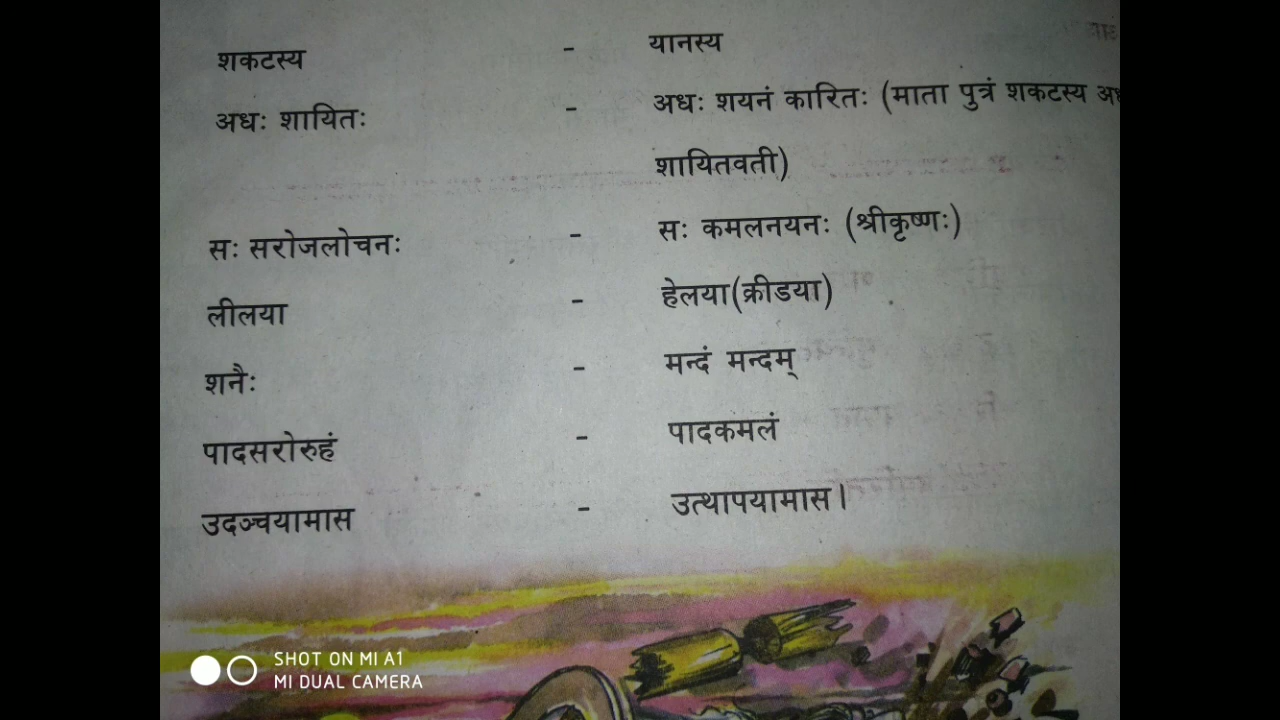 शकटस्य - यानस्य
अधः शायितः - अधः शयनं कारितः (माता पुत्रं शकटस्य
शायितवती)
सः सरोजलोचनः - सः कमलनयनः (श्रीकृष्णः)
लीलया - हेलया(क्रीडया)
शनैः - मन्दं मन्दम्
पादसरोरुहं - पादकमलं
उदञ्चयामास - उत्थापयामास।
SHOT ON MI A1
MI DUAL CAMERA